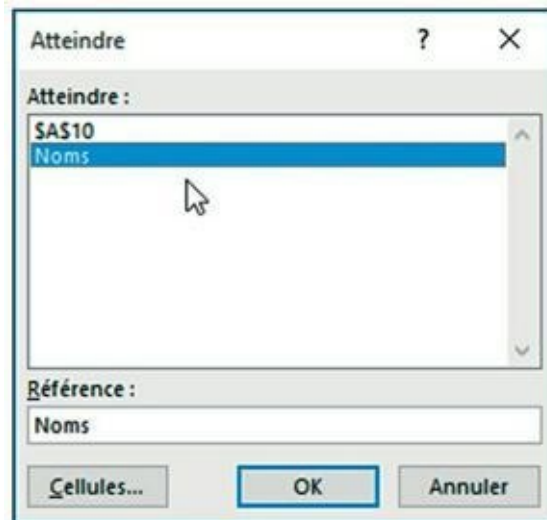 Atteindre ? X
Atteindre :
$A$10
Noms
Référence :
Noms
Cellules... OK Annuler